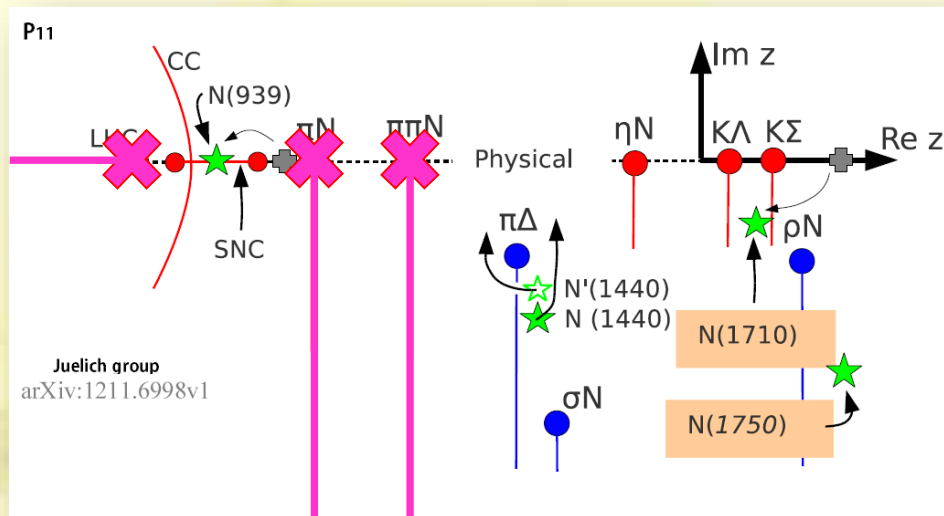 P11
CC
N(939)
πN
ππN
Physical
ηN
Im z
KΛ
KΣ
Re z
SNC
πΔ
ρN
N'(1440)
N (1440)
N(1710)
Juelich group
arXiv:1211.6998v1
σN
N(1750)